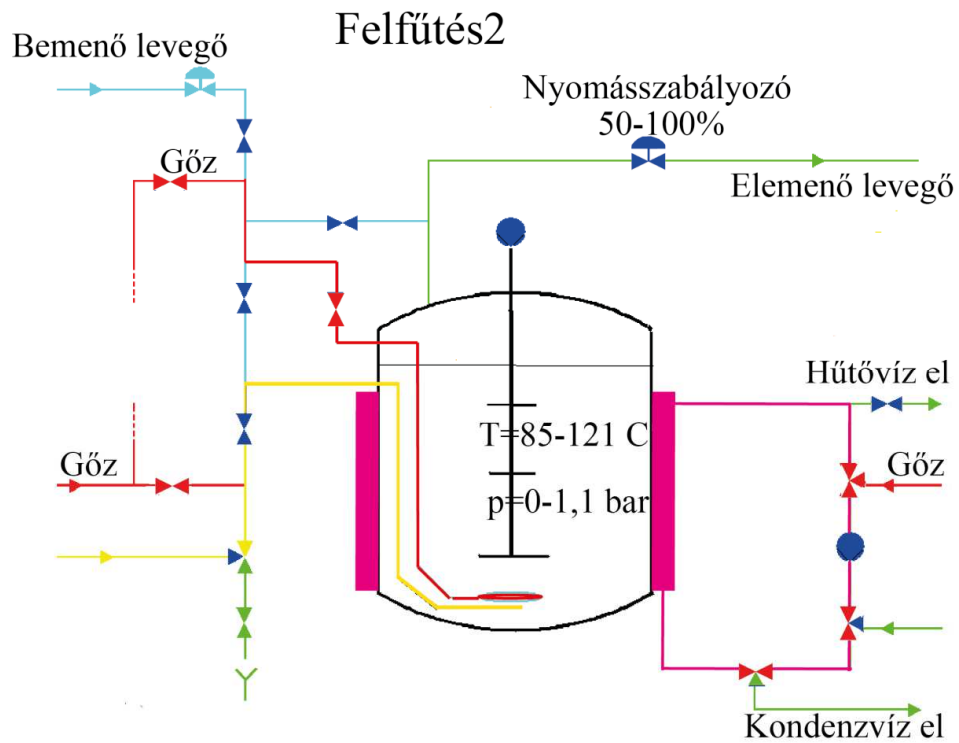 Felfűtés2
Bemenő levegő
Nyomásszabályozó
50-100%
Gőz
Elemenő levegő
Hűtővíz el
T=85-121 C
Gőz
Gőz
p=0-1,1 bar
Kondenzvíz el